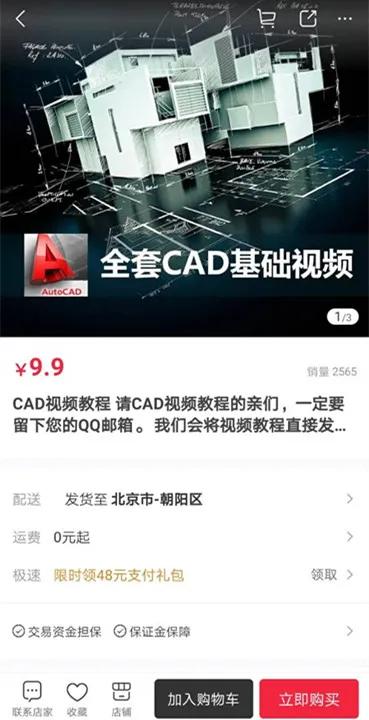 全套CAD基础视频
AutoCAD
1/3
¥9.9
销量 2565
CAD视频教程 请CAD视频教程的亲们，一定要
留下您的QQ邮箱。我们会将视频教程直接发...
配送 发货至 北京市-朝阳区
运费 0元起
极速 限时领48元支付礼包 领取
交易资金担保 保证金保障
联系店家 收藏 店铺 加入购物车 立即购买